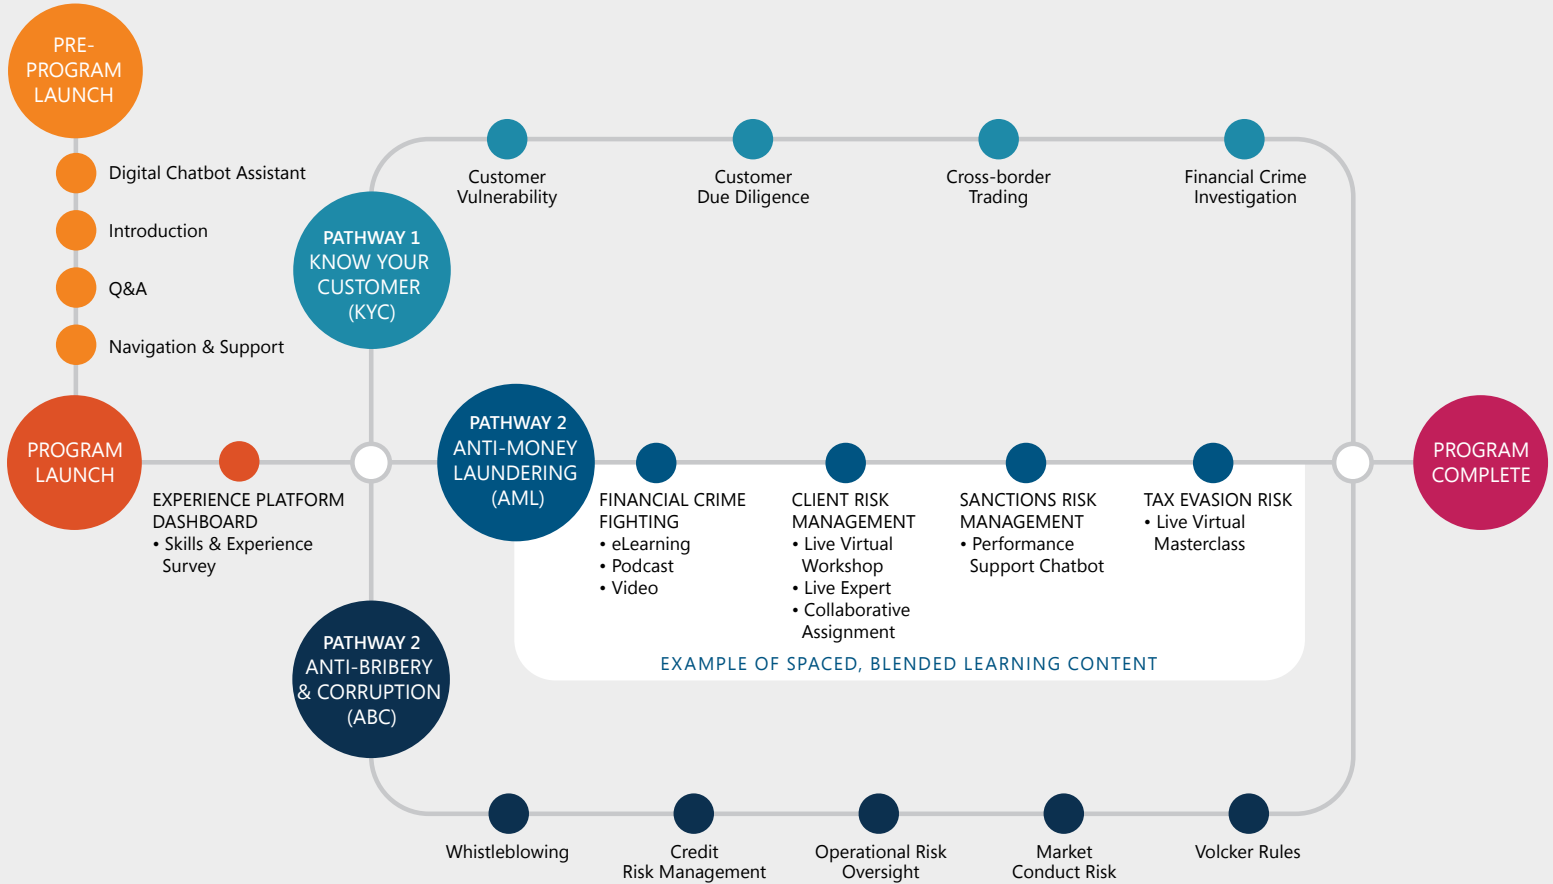 PRE-
PROGRAM
LAUNCH
Digital Chatbot Assistant
Introduction
Q&A
Navigation & Support
PROGRAM
LAUNCH
EXPERIENCE PLATFORM
DASHBOARD
• Skills & Experience
Survey
PATHWAY 1
KNOW YOUR
CUSTOMER
(KYC)
Customer
Vulnerability
Customer
Due Diligence
Cross-border
Trading
Financial Crime
Investigation
PATHWAY 2
ANTI-MONEY
LAUNDERING
(AML)
FINANCIAL CRIME
FIGHTING
• eLearning
• Podcast
• Video
CLIENT RISK
MANAGEMENT
• Live Virtual
Workshop
• Live Expert
• Collaborative
Assignment
SANCTIONS RISK
MANAGEMENT
• Performance
Support Chatbot
TAX EVASION RISK
• Live Virtual
Masterclass
EXAMPLE OF SPACED, BLENDED LEARNING CONTENT
PATHWAY 2
ANTI-BRIBERY
& CORRUPTION
(ABC)
Whistleblowing
Credit
Risk Management
Operational Risk
Oversight
Market
Conduct Risk
Volcker Rules
PROGRAM
COMPLETE